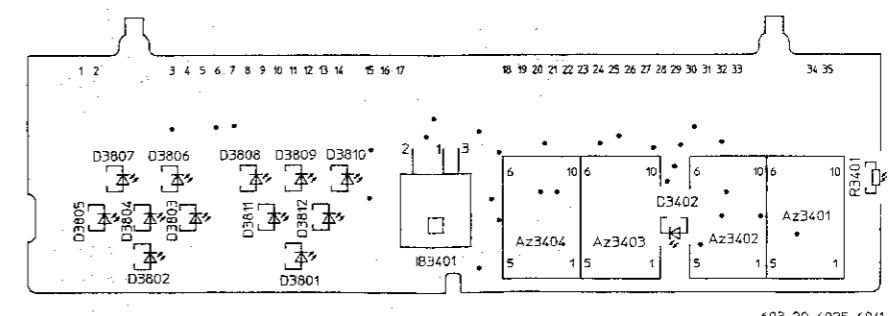 1 2 3 4 5 6 7 8 9 10 11 12 13 14 15 16 17 18 19 20 21 22 23 24 25 26 27 28 29 30 31 32 33 34 35
2 1 3
D3807 D3806 D3808 D3809 D3810
6 10 6 10 6 6 10
R3401
D3402
D3805 D3804 D3803 D3811 D3812
Az3404 Az3403 Az3402 Az3401
IB3401
5 1 5 1 5 1 5 1
D3802 D3801